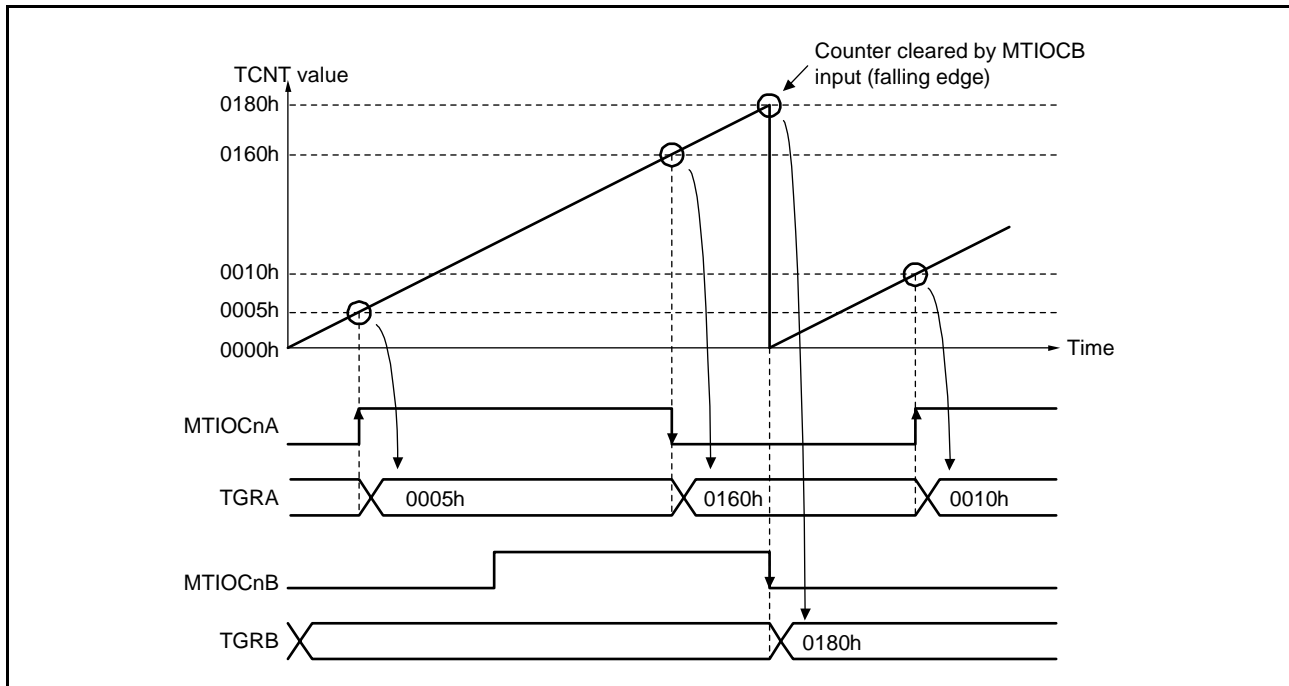 Counter cleared by MTIOCB
input (falling edge)
TCNT value
0180h
0160h
0010h
0005h
0000h
Time
MTIOCnA
TGRA
0005h
0160h
0010h
MTIOCnB
TGRB
0180h